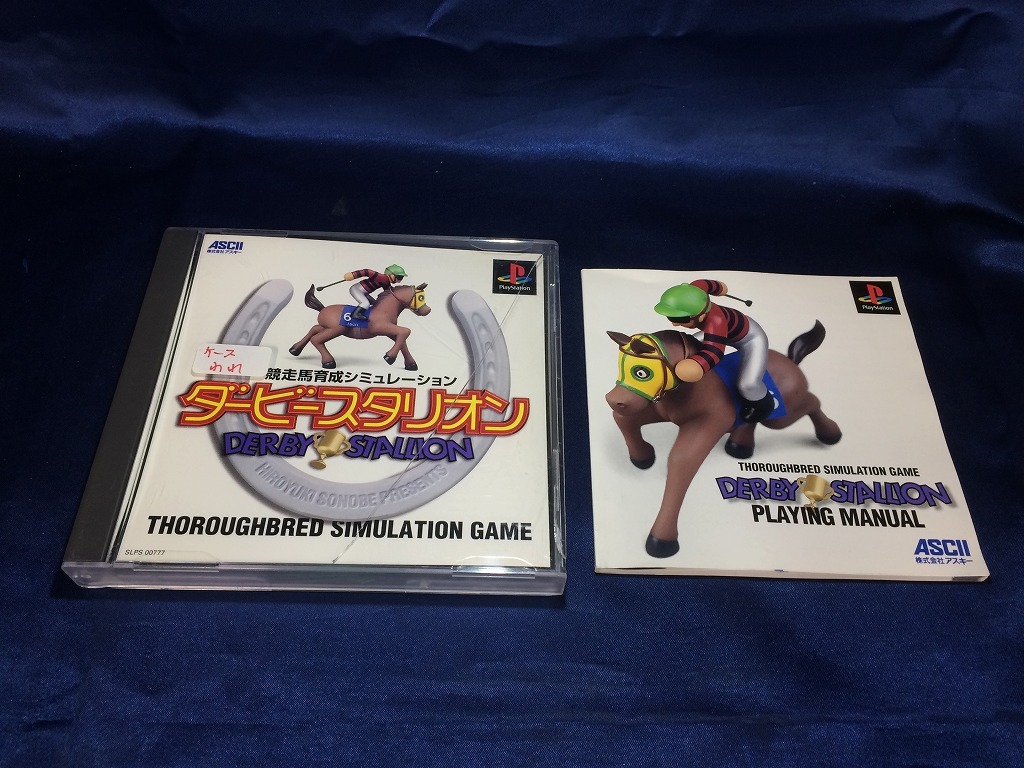 ASCII
株式会社アスキー
PlayStation
6
ケース
われ
競走馬育成シミュレーション
ダービースタリオン
DERBY STALLION
HIROYUKI SONOBE PRESENTS
THOROUGHBRED SIMULATION GAME
SLPS 00777
PlayStation
THOROUGHBRED SIMULATION GAME
DERBY STALLION
PLAYING MANUAL
ASCII
株式会社アスキー